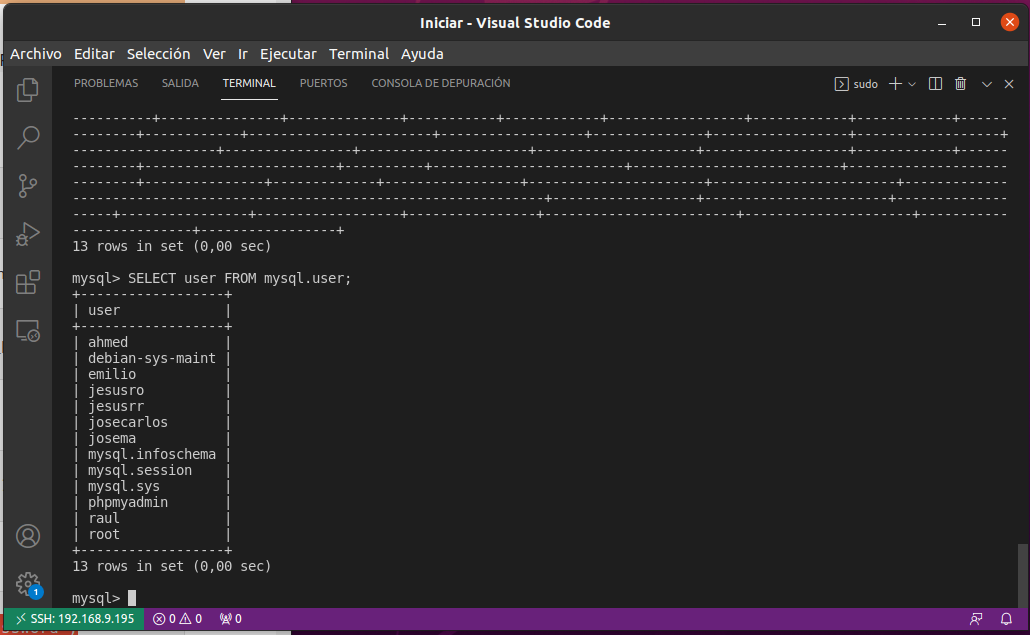 Iniciar - Visual Studio Code
Archivo Editar Selección Ver Ir Ejecutar Terminal Ayuda
PROBLEMAS SALIDA TERMINAL PUERTOS CONSOLA DE DEPURACIÓN sudo
----------+---------------+--------------+-----------+------------+-----------------+------------+------------+------
--------+------------+-----------------------+------------------+--------------+-----------------+------------------+
------------------+----------------+---------------------+--------------------+------------------+------------+------
--------+------------------------+----------+------------------------+--------------------------+--------------------
--------+---------------+-------------+-----------------+----------------------+-----------------------+-------------
-----------------------------------------------------------+------------------+-----------------------+--------------
-----+----------------+------------------+----------------+------------------------+---------------------+-----------
---------------+-----------------+
13 rows in set (0,00 sec)
mysql> SELECT user FROM mysql.user;
+------------------+
| user             |
+------------------+
| ahmed            |
| debian-sys-maint |
| emilio           |
| jesusro          |
| jesusrr          |
| josecarlos       |
| josema           |
| mysql.infoschema |
| mysql.session    |
| mysql.sys        |
| phpmyadmin       |
| raul             |
| root             |
+------------------+
13 rows in set (0,00 sec)
mysql>
1
SSH: 192.168.9.195 0 0 0